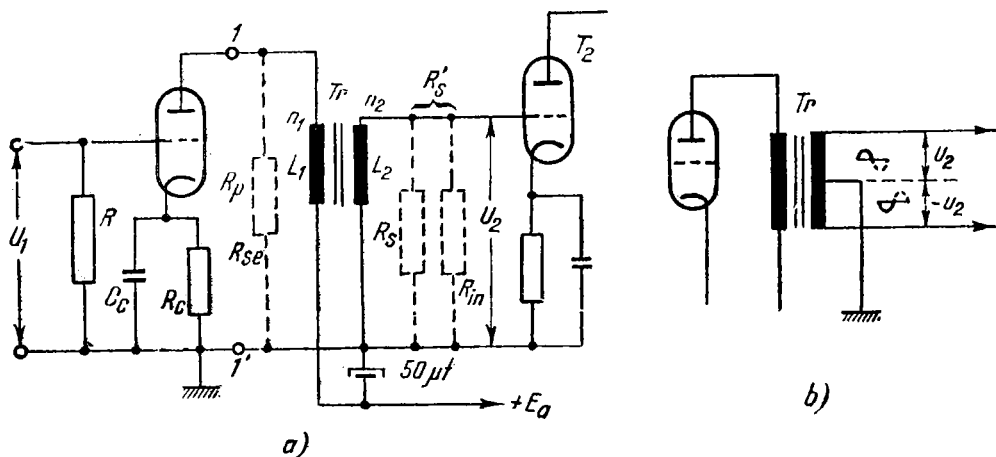 1
Tr
n₁
n₂
R's
T₂
L₁
L₂
U₁
R
Rp
Rse
Rs
Rin
U₂
Cc
Rc
1'
50 µf
+Ea
a)
Tr
U₂
-U₂
b)